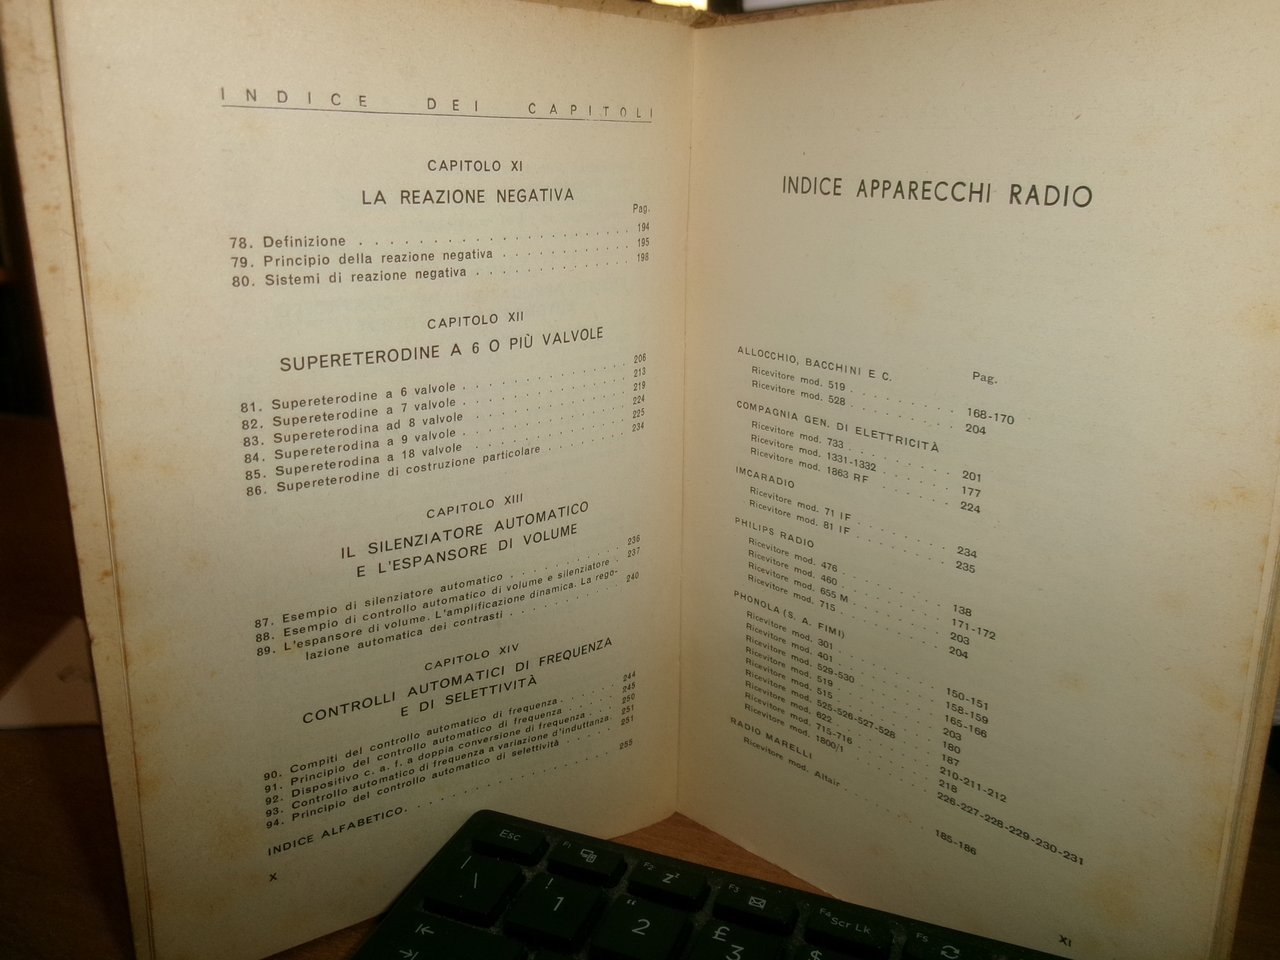 INDICE DEI CAPITOLI
CAPITOLO XI
LA REAZIONE NEGATIVA
Pag.
78. Definizione . . . . . . . . . . . . . . . . . . . 194
79. Principio della reazione negativa . . . . . . . . . . 195
80. Sistemi di reazione negativa . . . . . . . . . . . 198
CAPITOLO XII
SUPERETERODINE A 6 O PIÙ VALVOLE
81. Supereterodine a 6 valvole . . . . . . . . . . . . 206
82. Supereterodina a 7 valvole . . . . . . . . . . . . 213
83. Supereterodina ad 8 valvole . . . . . . . . . . . 219
84. Supereterodina a 9 valvole . . . . . . . . . . . . 224
85. Supereterodina a 18 valvole . . . . . . . . . . . 225
86. Supereterodine di costruzione particolare . . . . . . . 234
CAPITOLO XIII
IL SILENZIATORE AUTOMATICO
E L'ESPANSORE DI VOLUME
87. Esempio di silenziatore automatico . . . . . . . . . 236
88. Esempio di controllo automatico di volume e silenziatore . 237
89. L'espansore di volume. L'amplificazione dinamica. La rego-
lazione automatica dei contrasti . . . . . . . . . 240
CAPITOLO XIV
CONTROLLI AUTOMATICI DI FREQUENZA
E DI SELETTIVITÀ
90. Compiti del controllo automatico di frequenza . . . . . . 244
91. Principio del controllo automatico di frequenza . . . . . 245
92. Dispositivo c. a. f. a doppia conversione di frequenza . . . 250
93. Controllo automatico di frequenza a variazione d'induttanza. 251
94. Principio del controllo automatico di selettività . . . . . 251
INDICE ALFABETICO. . . . . . . . . . . . . 255
X
INDICE APPARECCHI RADIO
Pag.
ALLOCCHIO, BACCHINI E C.
Ricevitore mod. 519 . . . . . . . . . 168-170
Ricevitore mod. 528 . . . . . . . . . 204
COMPAGNIA GEN. DI ELETTRICITÀ
Ricevitore mod. 733 . . . . . . . . . 201
Ricevitore mod. 1331-1332 . . . . . . . 177
Ricevitore mod. 1863 RF . . . . . . . . 224
IMCARADIO
Ricevitore mod. 71 IF . . . . . . . . 234
Ricevitore mod. 81 IF . . . . . . . . 235
PHILIPS RADIO
Ricevitore mod. 476 . . . . . . . . . 138
Ricevitore mod. 460 . . . . . . . . . 171-172
Ricevitore mod. 655 M . . . . . . . . 203
Ricevitore mod. 715 . . . . . . . . . 204
PHONOLA (S. A. FIMI)
Ricevitore mod. 301 . . . . . . . . . 150-151
Ricevitore mod. 401 . . . . . . . . . 158-159
Ricevitore mod. 529-530 . . . . . . . . 165-166
Ricevitore mod. 519 . . . . . . . . . 203
Ricevitore mod. 515 . . . . . . . . . 180
Ricevitore mod. 525-526-527-528 . . . . . 187
Ricevitore mod. 622 . . . . . . . . . 210-211-212
Ricevitore mod. 715-716 . . . . . . . . 218
Ricevitore mod. 1800/1 . . . . . . . . 226-227-228-229-230-231
RADIO MARELLI
Ricevitore mod. Altair . . . . . . . . 185-186
XI
Esc F1 F2 F3 F4 Scr Lk F5
| ! " £ $
\ 1 2 3